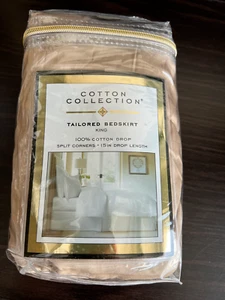 COTTON
COLLECTION®
TAILORED BEDSKIRT
KING
100% COTTON DROP
SPLIT CORNERS • 15 IN DROP LENGTH